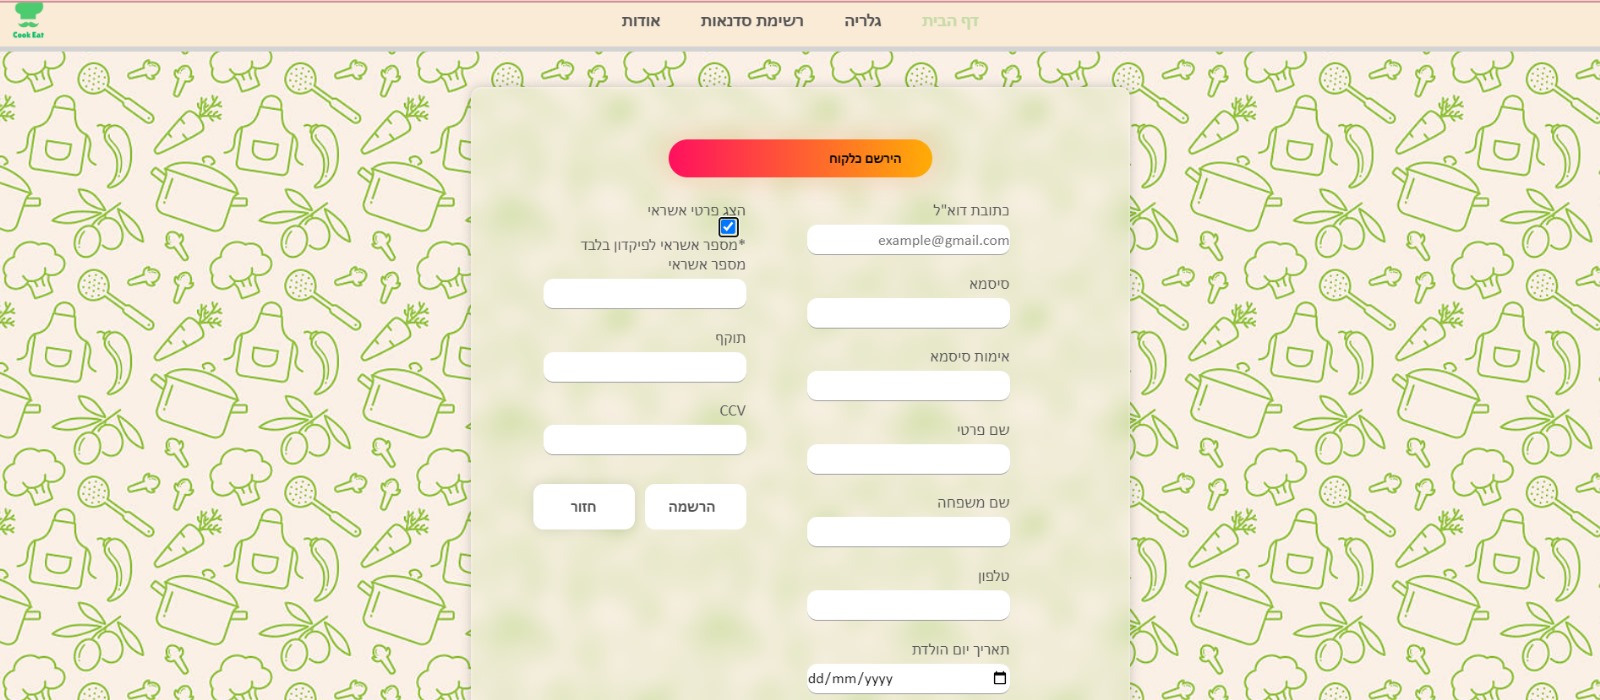 Cook Eat
דף הבית
גלריה
רשימת סדנאות
אודות
הירשם כלקוח
כתובת דוא"ל
example@gmail.com
סיסמא
אימות סיסמא
שם פרטי
שם משפחה
טלפון
תאריך יום הולדת
dd/mm/yyyy
הצג פרטי אשראי
*מספר אשראי לפיקדון בלבד
מספר אשראי
תוקף
CCV
הרשמה
חזור